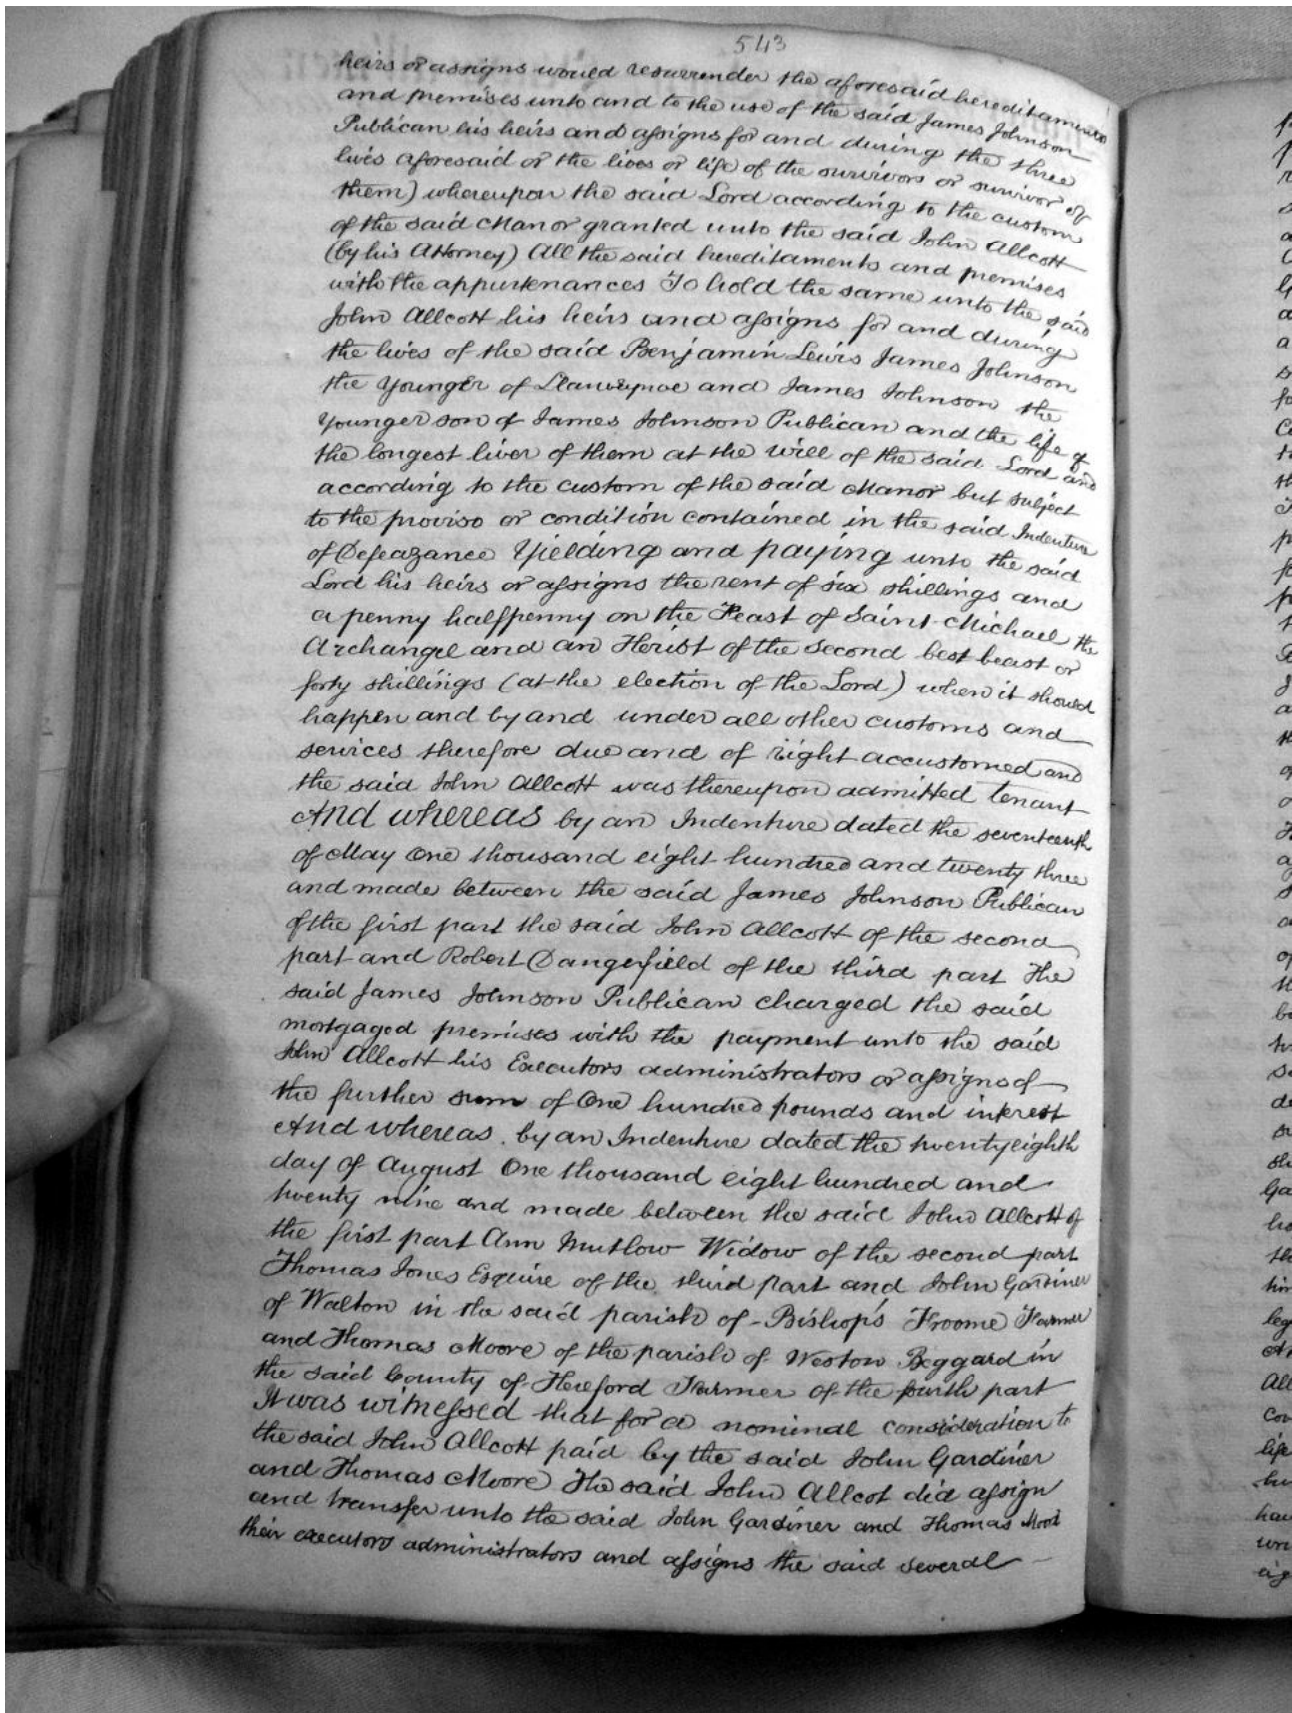 543
heirs or assigns would resurrender the aforesaid hereditaments
and premises unto and to the use of the said James Johnson
Publican his heirs and assigns for and during the three
lives aforesaid or the lives or life of the survivors or survivor of
them) whereupon the said Lord according to the custom
of the said Manor granted unto the said John Allcott
(by his Attorney) All the said hereditaments and premises
with the appurtenances To hold the same unto the said
John Allcott his heirs and assigns for and during
the lives of the said Benjamin Lewis James Johnson
the Younger of Llanveynoe and James Johnson the
Younger son of James Johnson Publican and the life of
the longest liver of them at the will of the said Lord and
according to the custom of the said Manor but subject
to the proviso or condition contained in the said Indenture
of Defeazance Yielding and paying unto the said
Lord his heirs or assigns the rent of six shillings and
a penny halfpenny on the Feast of Saint Michael the
Archangel and an Heriot of the second best beast or
forty shillings (at the election of the Lord) when it should
happen and by and under all other customs and
services therefore due and of right accustomed and
the said John Allcott was thereupon admitted tenant
And whereas by an Indenture dated the seventeenth
of May One thousand eight hundred and twenty three
and made between the said James Johnson Publican
of the first part the said John Allcott of the second
part and Robert Dangerfield of the third part The
said James Johnson Publican charged the said
mortgaged premises with the payment unto the said
John Allcott his Executors administrators or assigns of
the further sum of One hundred pounds and interest
And whereas by an Indenture dated the twenty eighth
day of August One thousand eight hundred and
twenty nine and made between the said John Allcott of
the first part Ann Mutlow Widow of the second part
Thomas Jones Esquire of the third part and John Gardiner
of Walton in the said parish of Bishop's Froome Farmer
and Thomas Moore of the parish of Weston Beggard in
the said County of Hereford Farmer of the fourth part
It was witnessed that for a nominal consideration to
the said John Allcott paid by the said John Gardiner
and Thomas Moore The said John Allcot did assign
and transfer unto the said John Gardiner and Thomas Moore
their executors administrators and assigns the said several